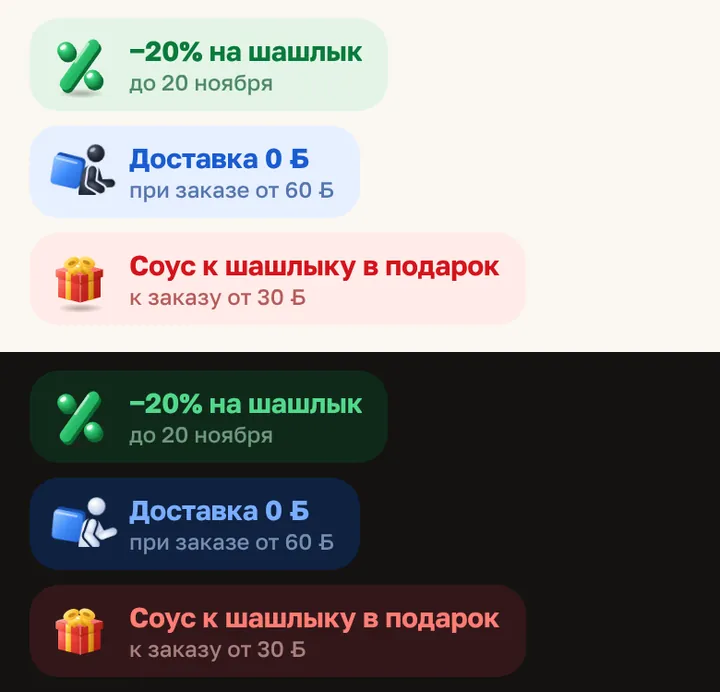 −20% на шашлык
до 20 ноября
Доставка 0 Б
при заказе от 60 Б
Соус к шашлыку в подарок
к заказу от 30 Б
−20% на шашлык
до 20 ноября
Доставка 0 Б
при заказе от 60 Б
Соус к шашлыку в подарок
к заказу от 30 Б